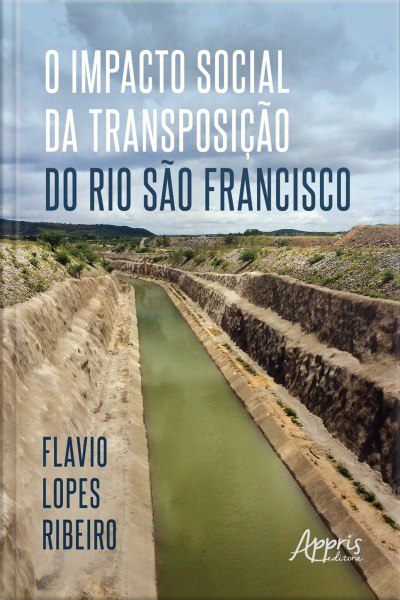 O IMPACTO SOCIAL
DA TRANSPOSIÇÃO
DO RIO SÃO FRANCISCO
FLAVIO
LOPES
RIBEIRO
Appris
editora